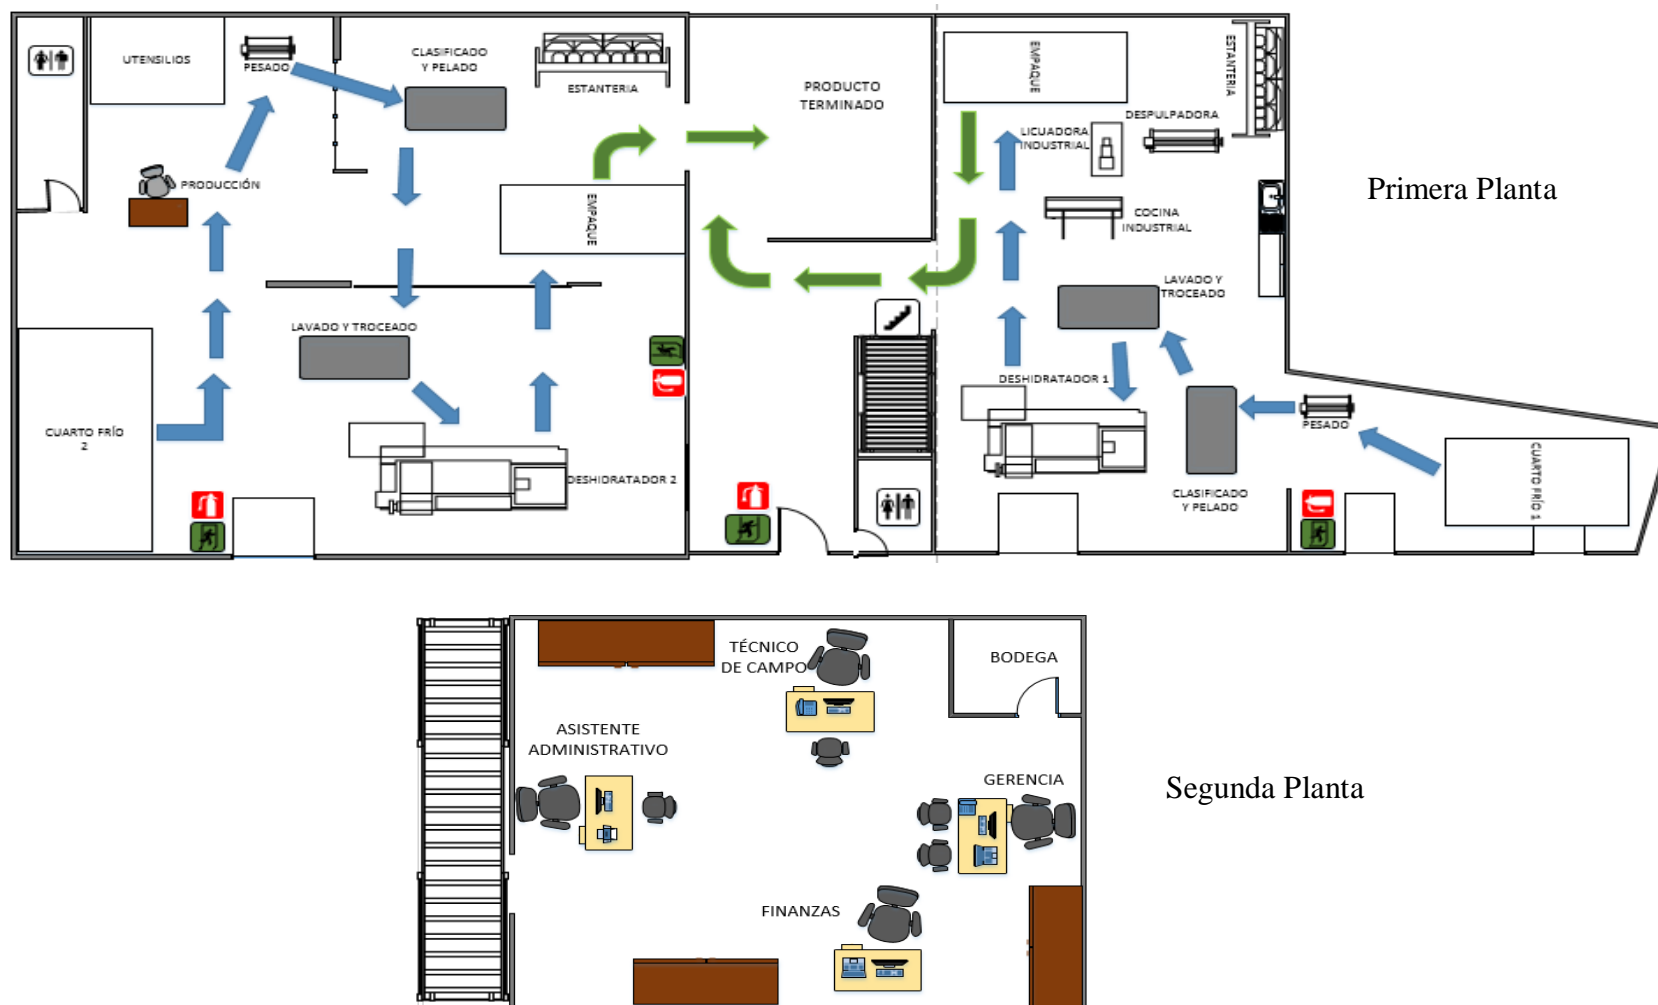 UTENSILIOS
PESADO
CLASIFICADO
Y PELADO
ESTANTERIA
PRODUCCIÓN
EMPAQUE
LAVADO Y TROCEADO
CUARTO FRÍO
2
DESHIDRATADOR 2
PRODUCTO
TERMINADO
EMPAQUE
ESTANTERIA
DESPULPADORA
LICUADORA
INDUSTRIAL
COCINA
INDUSTRIAL
LAVADO Y
TROCEADO
DESHIDRATADOR 1
PESADO
CLASIFICADO
Y PELADO
CUARTO FRÍO 1
Primera Planta
TÉCNICO
DE CAMPO
BODEGA
ASISTENTE
ADMINISTRATIVO
GERENCIA
FINANZAS
Segunda Planta